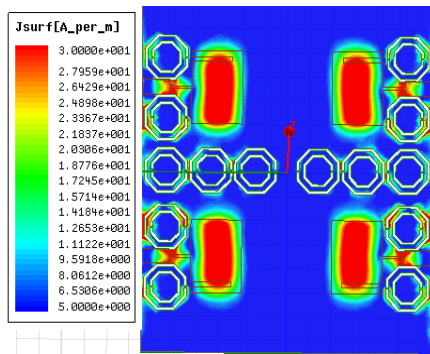 Jsurf[A_per_m]
3.0000e+001
2.7959e+001
2.6429e+001
2.4898e+001
2.3367e+001
2.1837e+001
2.0306e+001
1.8776e+001
1.7245e+001
1.5714e+001
1.4184e+001
1.2653e+001
1.1122e+001
9.5918e+000
8.0612e+000
6.5306e+000
5.0000e+000